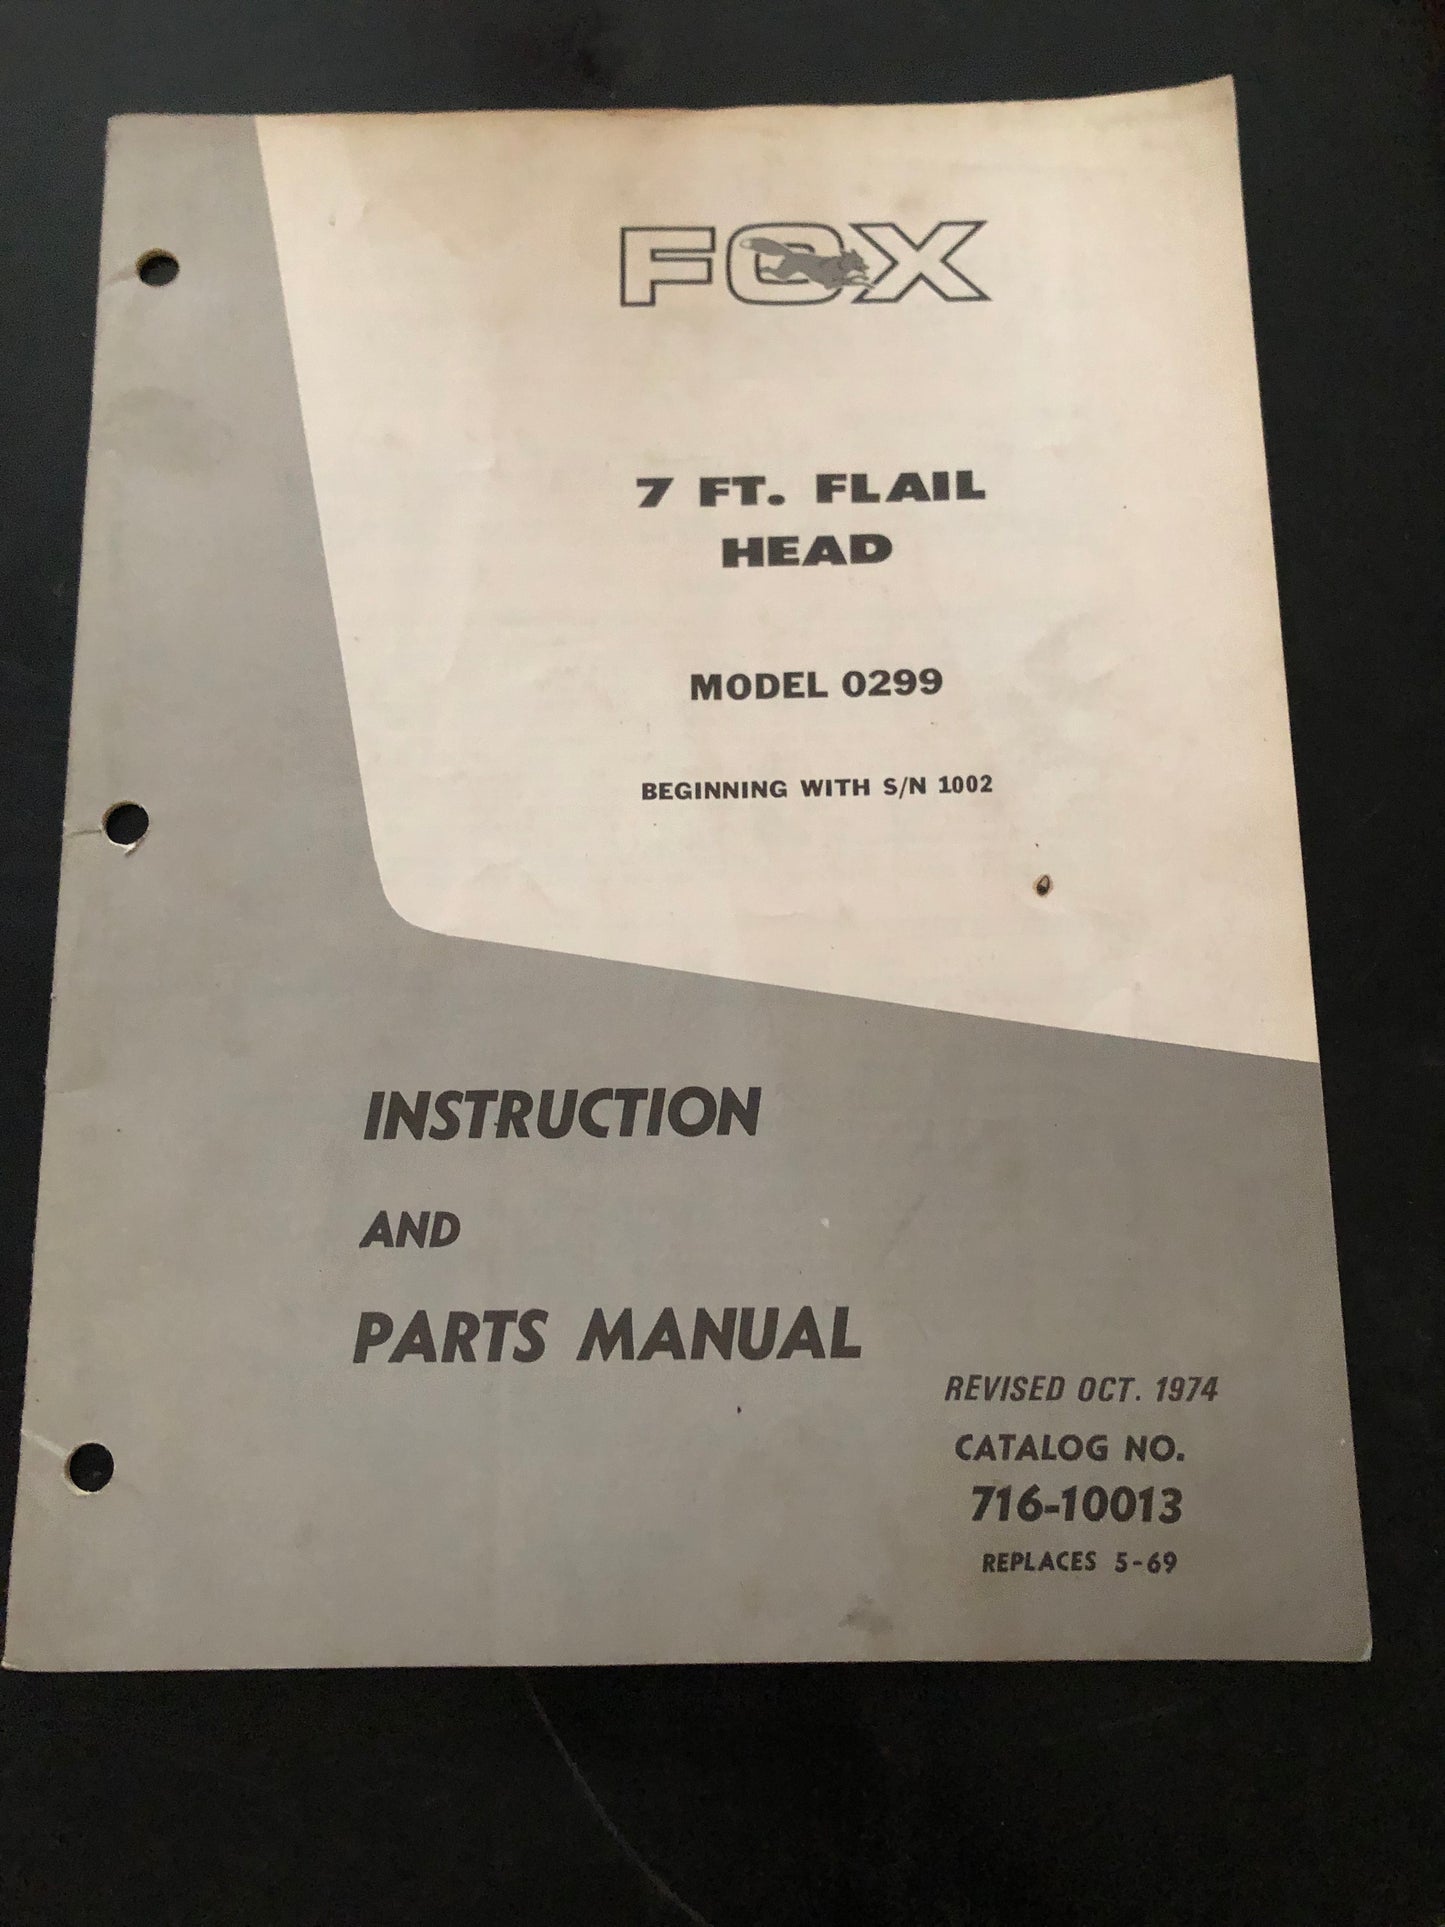 FOX
7 FT. FLAIL
HEAD
MODEL 0299
BEGINNING WITH S/N 1002
INSTRUCTION
AND
PARTS MANUAL
REVISED OCT. 1974
CATALOG NO.
716-10013
REPLACES 5-69